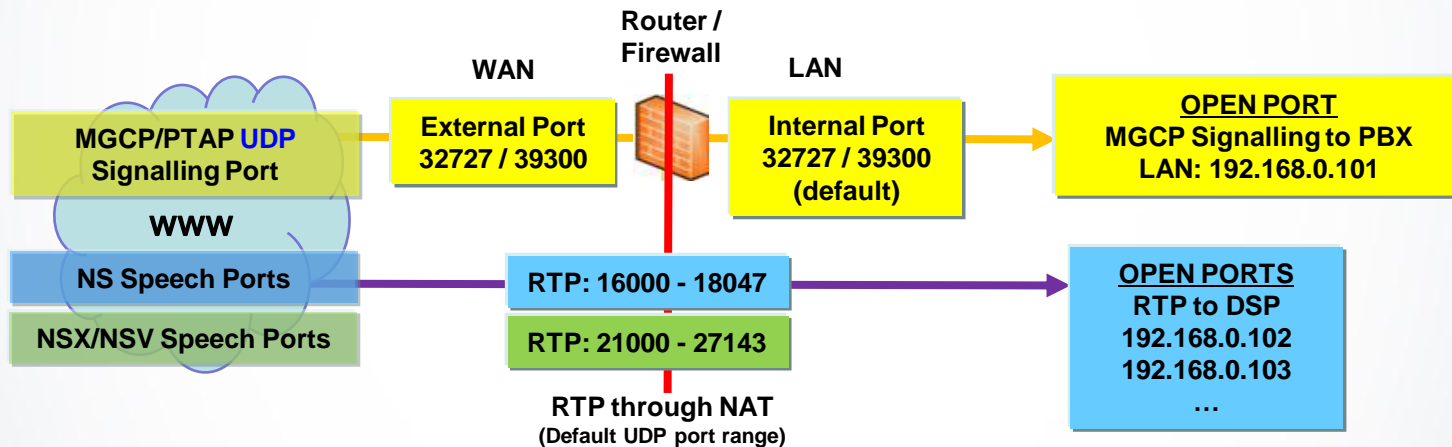 Router /
Firewall
WAN
LAN
MGCP/PTAP UDP
Signalling Port
External Port
32727 / 39300
Internal Port
32727 / 39300
(default)
OPEN PORT
MGCP Signalling to PBX
LAN: 192.168.0.101
WWW
NS Speech Ports
RTP: 16000 - 18047
NSX/NSV Speech Ports
RTP: 21000 - 27143
OPEN PORTS
RTP to DSP
192.168.0.102
192.168.0.103
…
RTP through NAT
(Default UDP port range)